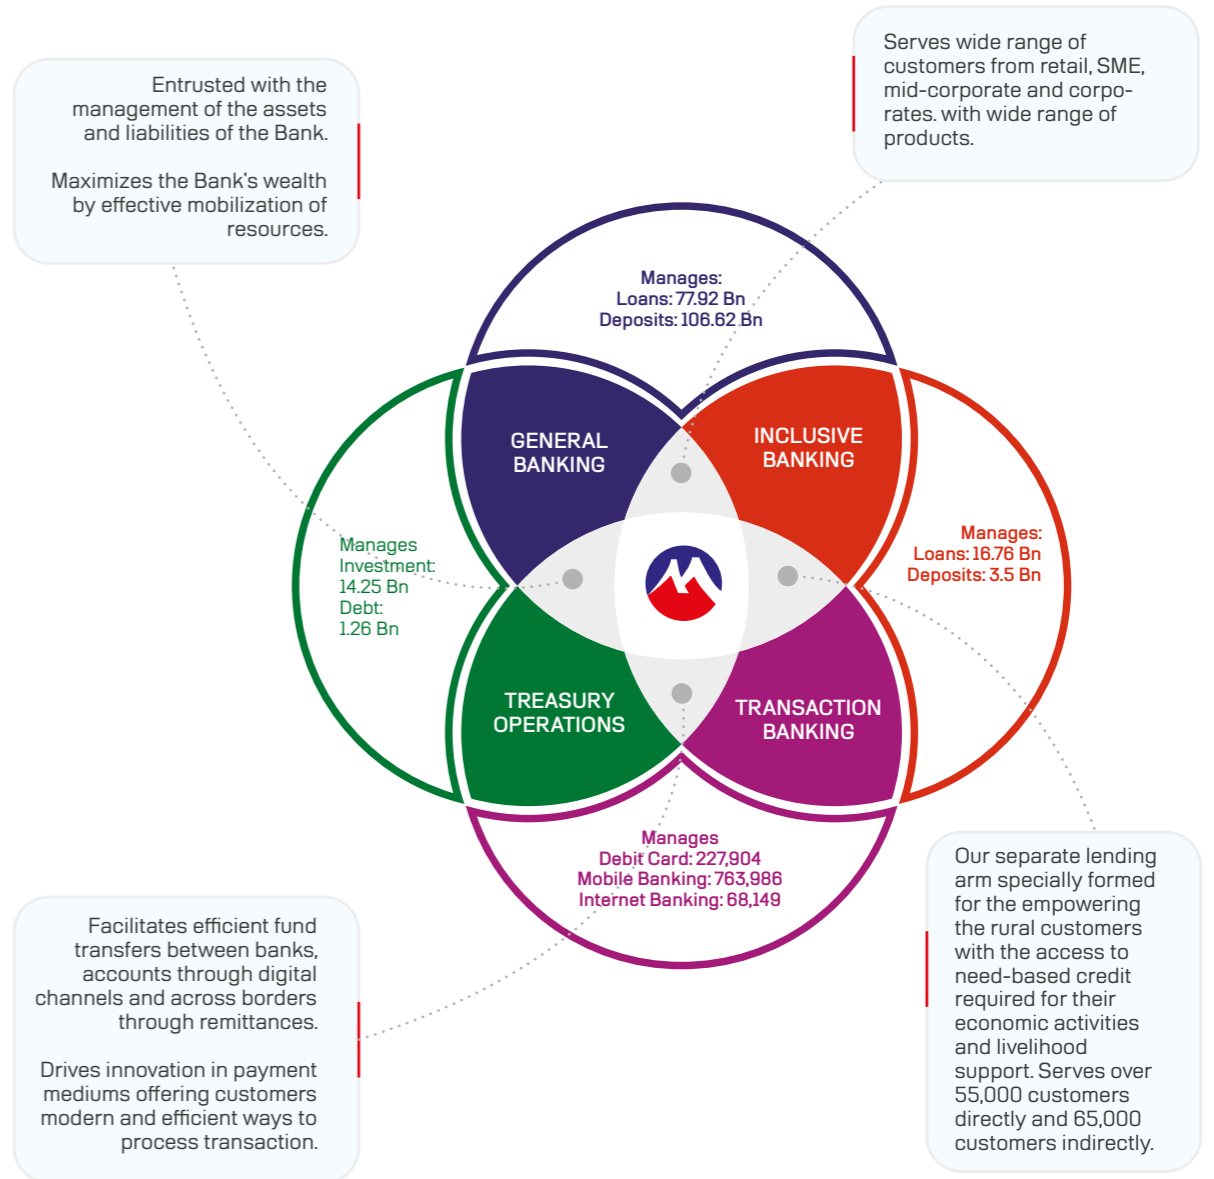 Entrusted with the
management of the assets
and liabilities of the Bank.
Maximizes the Bank's wealth
by effective mobilization of
resources.
Serves wide range of
customers from retail, SME,
mid-corporate and corpo-
rates. with wide range of
products.
Manages:
Loans: 77.92 Bn
Deposits: 106.62 Bn
GENERAL
BANKING
INCLUSIVE
BANKING
Manages
Investment:
14.25 Bn
Debt:
1.26 Bn
Manages:
Loans: 16.76 Bn
Deposits: 3.5 Bn
TREASURY
OPERATIONS
TRANSACTION
BANKING
Manages
Debit Card: 227,904
Mobile Banking: 763,986
Internet Banking: 68,149
Facilitates efficient fund
transfers between banks,
accounts through digital
channels and across borders
through remittances.
Drives innovation in payment
mediums offering customers
modern and efficient ways to
process transaction.
Our separate lending
arm specially formed
for the empowering
the rural customers
with the access to
need-based credit
required for their
economic activities
and livelihood
support. Serves over
55,000 customers
directly and 65,000
customers indirectly.